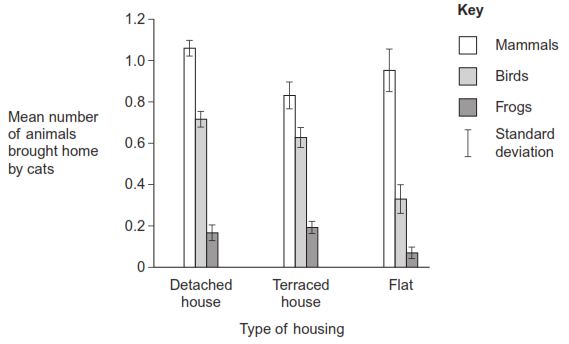 Mean number
of animals
brought home
by cats
1.2
1.0
0.8
0.6
0.4
0.2
0
Detached
house
Terraced
house
Flat
Type of housing
Key
Mammals
Birds
Frogs
Standard
deviation